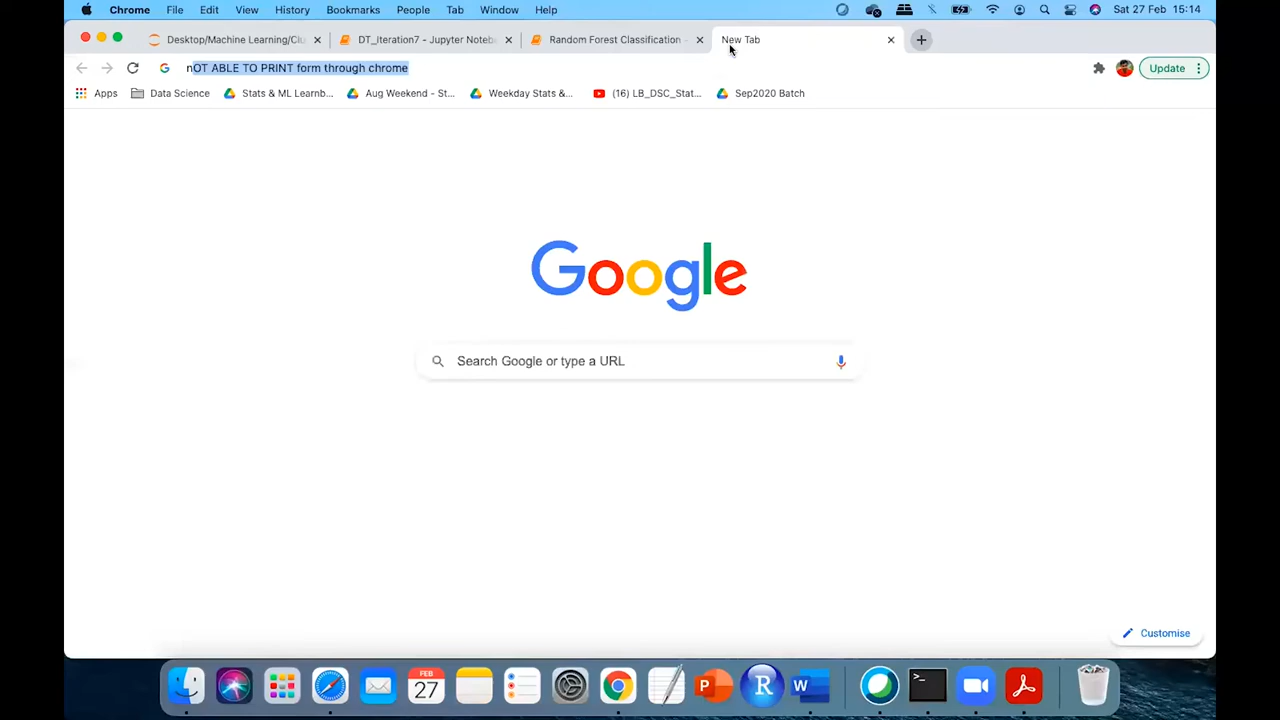 Chrome File Edit View History Bookmarks People Tab Window Help Sat 27 Feb 15:14
Desktop/Machine Learning/Clu DT_Iteration7 - Jupyter Noteb Random Forest Classification - New Tab
nOT ABLE TO PRINT form through chrome Update
Apps Data Science Stats & ML Learnb... Aug Weekend - St... Weekday Stats &... (16) LB_DSC_Stat... Sep2020 Batch
Google
Search Google or type a URL
Customise
FEB
27
P R W
>_